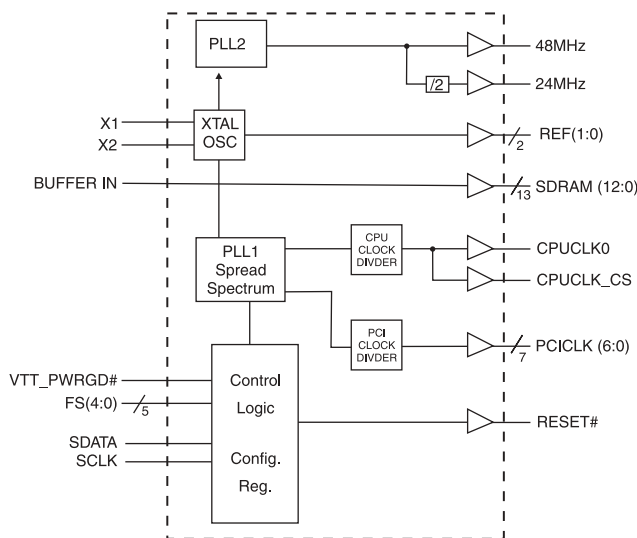 PLL2
48MHz
/2
24MHz
X1
X2
XTAL
OSC
REF(1:0)
2
BUFFER IN
SDRAM (12:0)
13
PLL1
Spread
Spectrum
CPU
CLOCK
DIVDER
CPUCLK0
CPUCLK_CS
PCI
CLOCK
DIVDER
PCICLK (6:0)
7
VTT_PWRGD#
FS(4:0)
5
SDATA
SCLK
Control
Logic
Config.
Reg.
RESET#